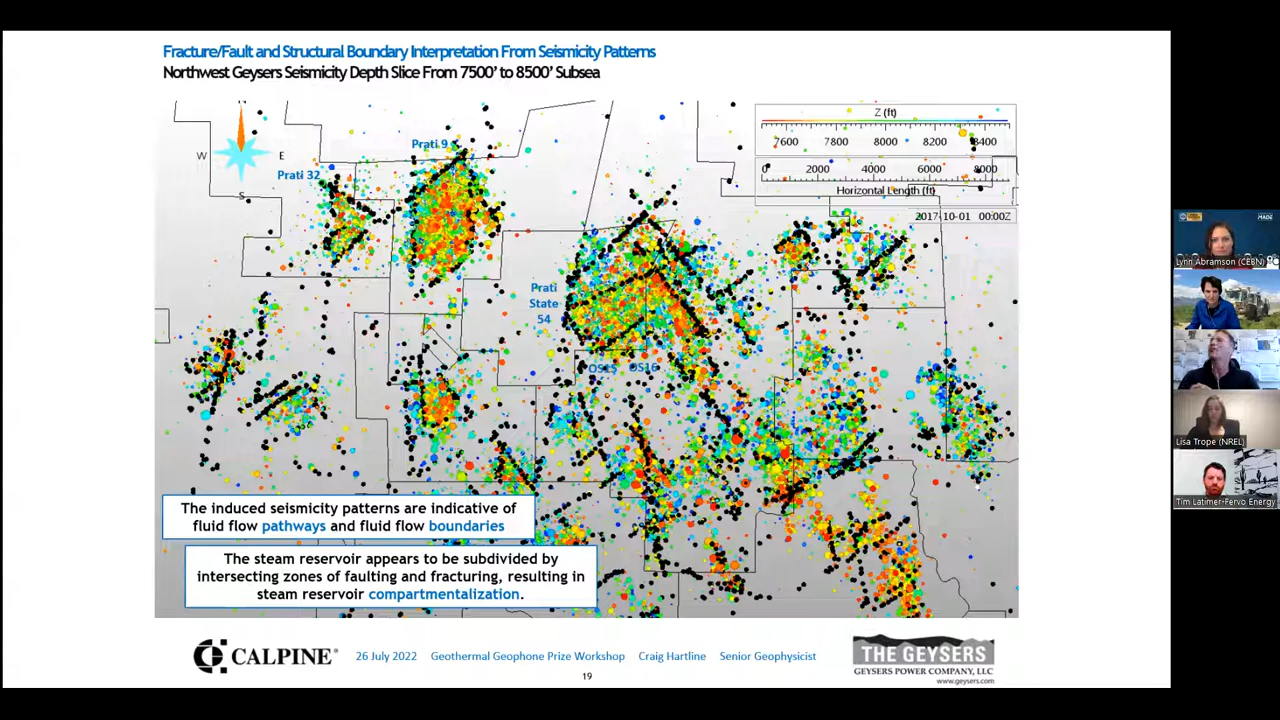 Fracture/Fault and Structural Boundary Interpretation From Seismicity Patterns
Northwest Geysers Seismicity Depth Slice From 7500' to 8500' Subsea
N
W
E
S
Prati 9
Prati 32
Z (ft)
7600 7800 8000 8200 8400
0 2000 4000 6000 8000
Horizontal Length (ft)
2017-10-01 00:00Z
Prati
State
54
OS16
The induced seismicity patterns are indicative of
fluid flow pathways and fluid flow boundaries
The steam reservoir appears to be subdivided by
intersecting zones of faulting and fracturing, resulting in
steam reservoir compartmentalization.
CALPINE®
26 July 2022 Geothermal Geophone Prize Workshop Craig Hartline Senior Geophysicist
THE GEYSERS
GEYSERS POWER COMPANY, LLC
www.geysers.com
19
Lynn Abramson (CEBN)
Lisa Trope (NREL)
Tim Latimer-Fervo Energy